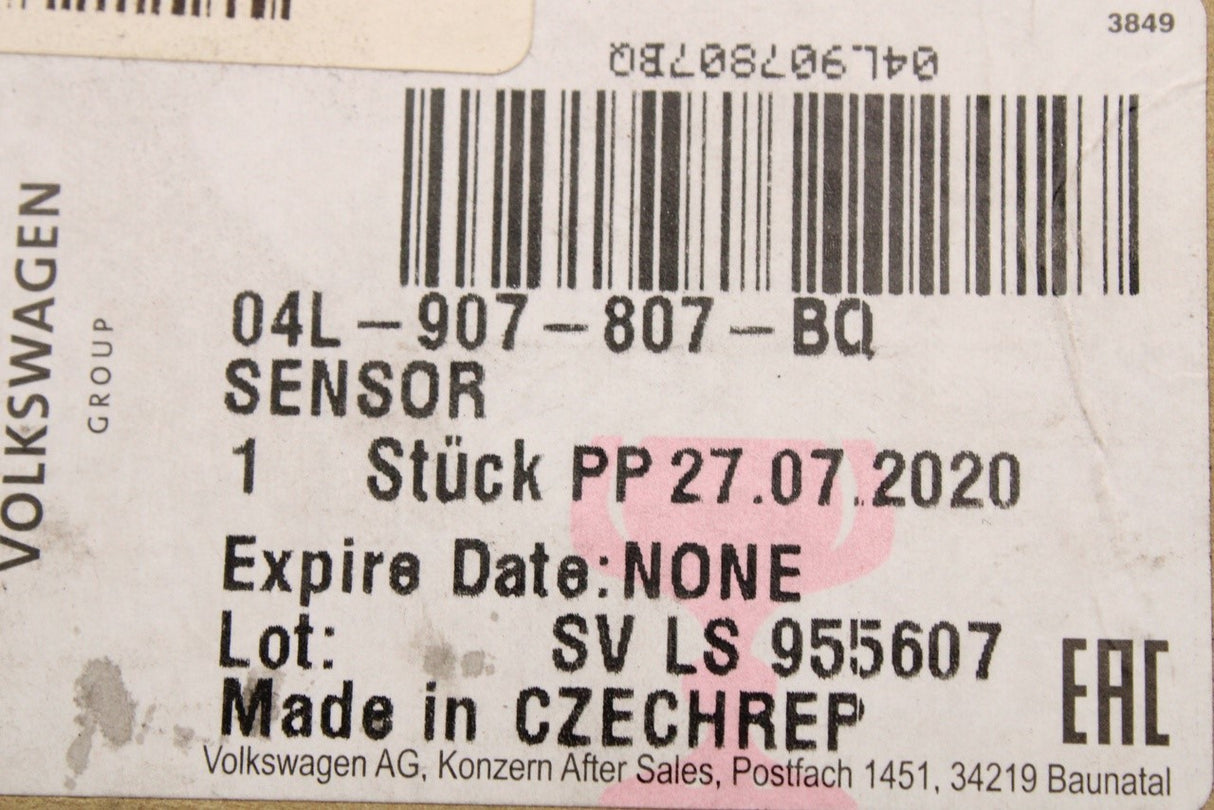 3849
04L907807BQ
VOLKSWAGEN
GROUP
04L-907-807-BQ
SENSOR
1 Stück PP 27.07.2020
Expire Date: NONE
Lot: SV LS 955607
Made in CZECHREP
EAC
Volkswagen AG, Konzern After Sales, Postfach 1451, 34219 Baunatal